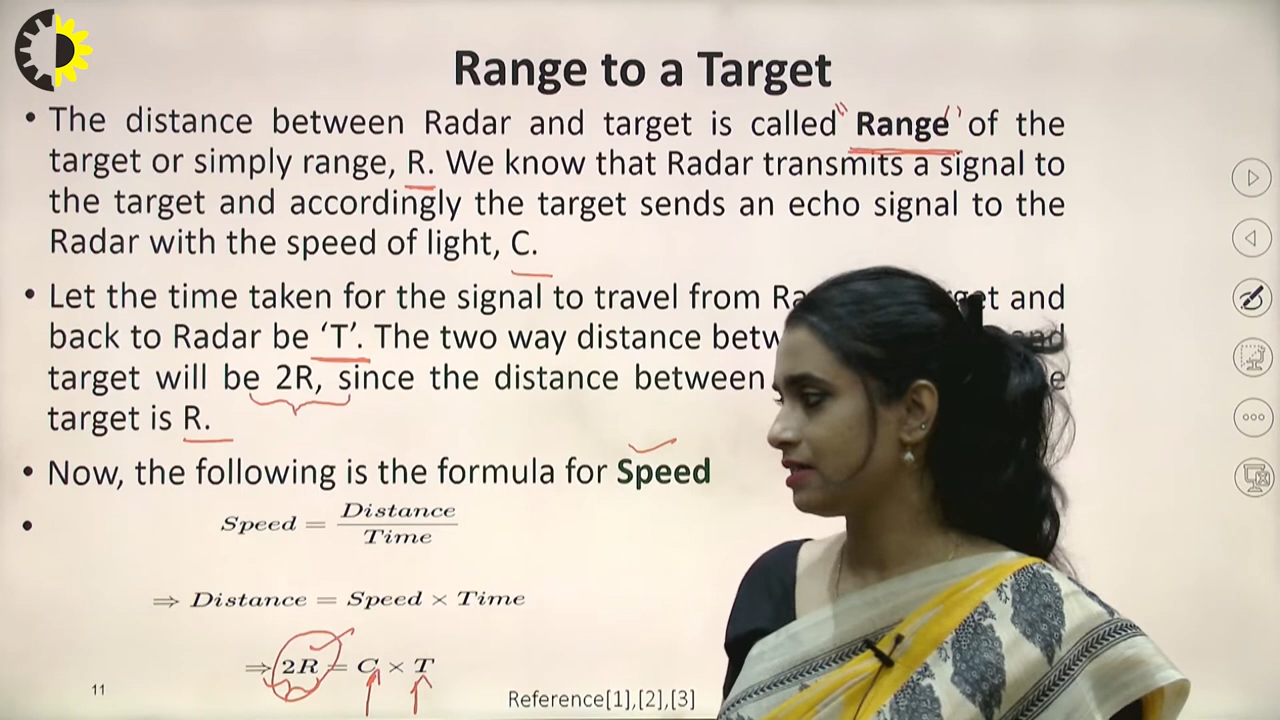 Range to a Target
• The distance between Radar and target is called " Range " of the
target or simply range, R. We know that Radar transmits a signal to
the target and accordingly the target sends an echo signal to the
Radar with the speed of light, C.
• Let the time taken for the signal to travel from and
back to Radar be ‘T’. The two way distance
target will be 2R, since the distance between
target is R.
• Now, the following is the formula for Speed
• Speed = Distance / Time
⇒ Distance = Speed × Time
⇒ 2R = C × T
11
Reference[1],[2],[3]